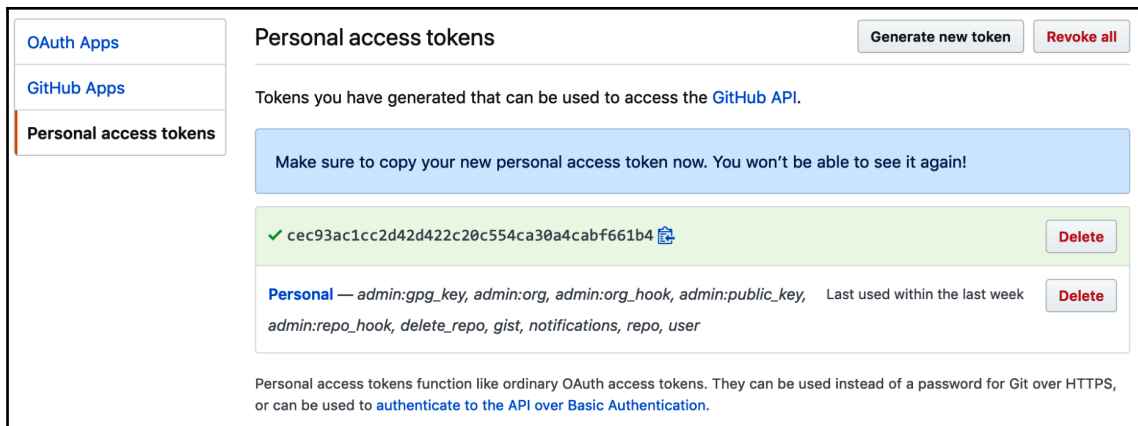 OAuth Apps
GitHub Apps
Personal access tokens
Personal access tokens
Generate new token
Revoke all
Tokens you have generated that can be used to access the GitHub API.
Make sure to copy your new personal access token now. You won’t be able to see it again!
cec93ac1cc2d42d422c20c554ca30a4cabf661b4
Delete
Personal — admin:gpg_key, admin:org, admin:org_hook, admin:public_key,
admin:repo_hook, delete_repo, gist, notifications, repo, user
Last used within the last week
Delete
Personal access tokens function like ordinary OAuth access tokens. They can be used instead of a password for Git over HTTPS,
or can be used to authenticate to the API over Basic Authentication.